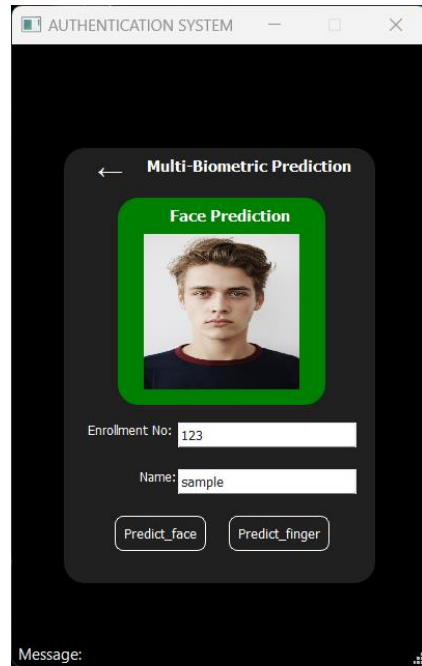 AUTHENTICATION SYSTEM
← Multi-Biometric Prediction
Face Prediction
Enrollment No: 123
Name: sample
Predict_face Predict_finger
Message: